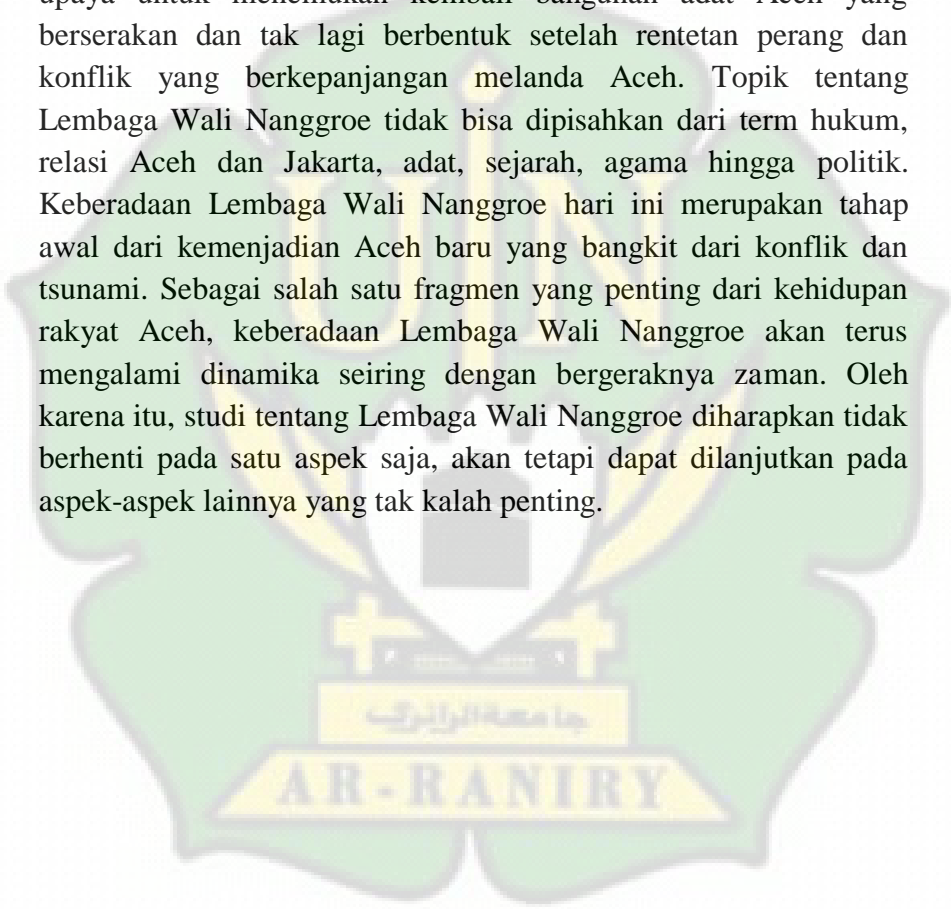 upaya untuk menemukan kembali bangunan adat Aceh yang
berserakan dan tak lagi berbentuk setelah rentetan perang dan
konflik yang berkepanjangan melanda Aceh. Topik tentang
Lembaga Wali Nanggroe tidak bisa dipisahkan dari term hukum,
relasi Aceh dan Jakarta, adat, sejarah, agama hingga politik.
Keberadaan Lembaga Wali Nanggroe hari ini merupakan tahap
awal dari kemenjadian Aceh baru yang bangkit dari konflik dan
tsunami. Sebagai salah satu fragmen yang penting dari kehidupan
rakyat Aceh, keberadaan Lembaga Wali Nanggroe akan terus
mengalami dinamika seiring dengan bergeraknya zaman. Oleh
karena itu, studi tentang Lembaga Wali Nanggroe diharapkan tidak
berhenti pada satu aspek saja, akan tetapi dapat dilanjutkan pada
aspek-aspek lainnya yang tak kalah penting.
UIN
جامعة الرانري
AR-RANIRY